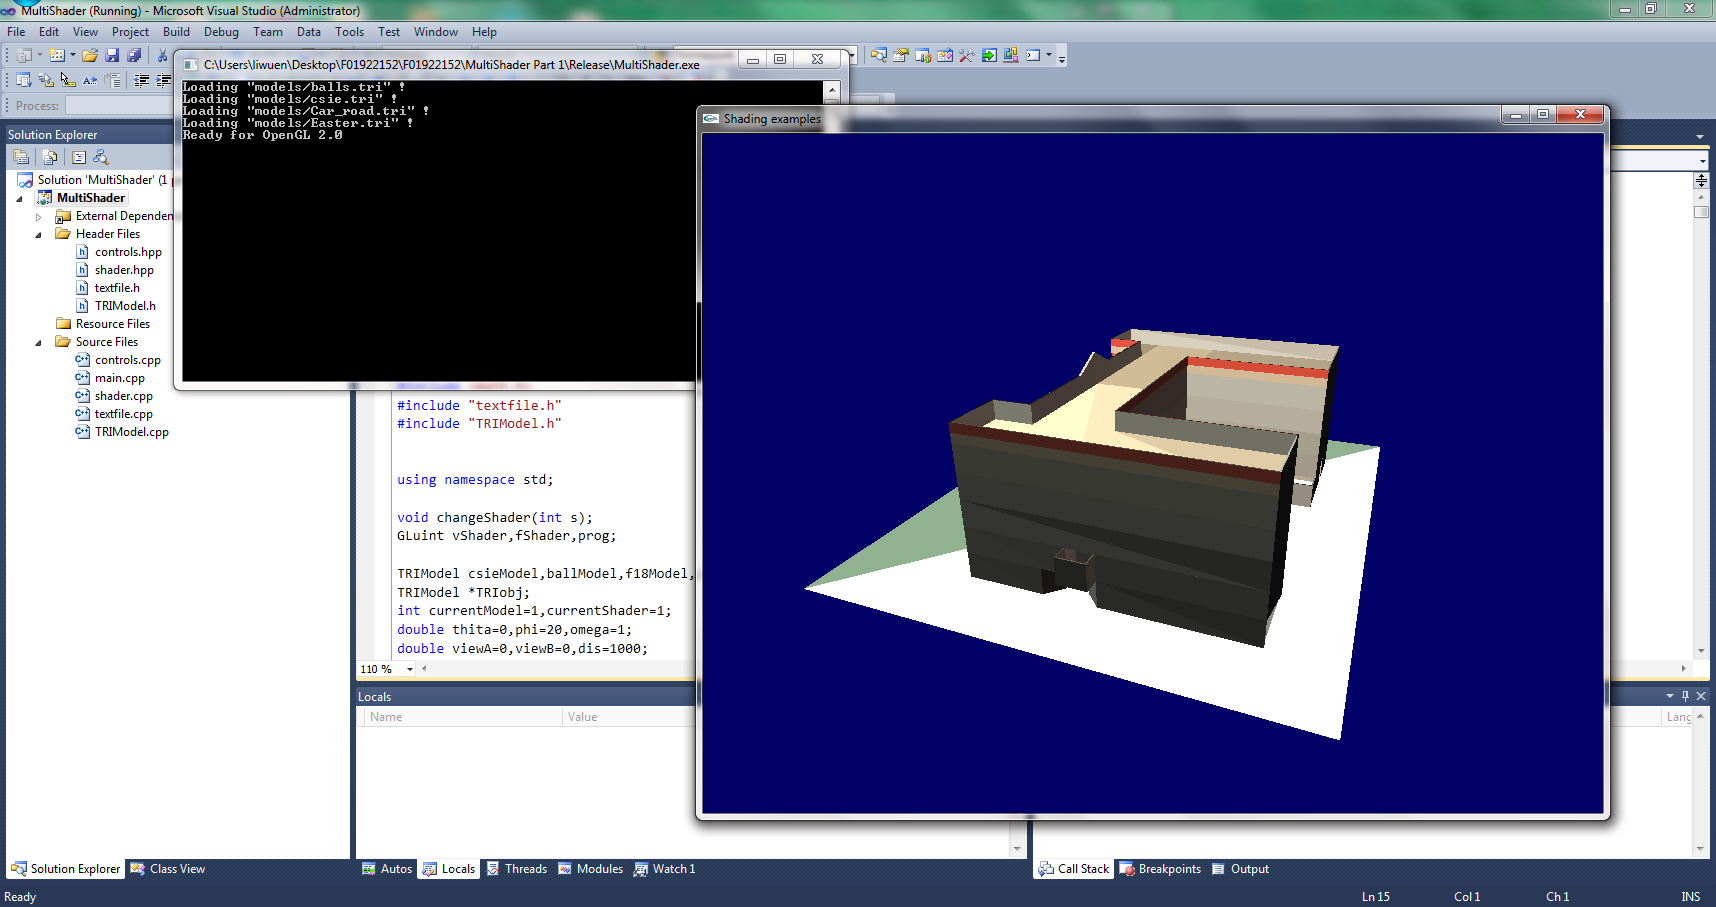 MultiShader (Running) - Microsoft Visual Studio (Administrator)
File Edit View Project Build Debug Team Data Tools Test Window Help
C:\Users\liwuen\Desktop\F01922152\F01922152\MultiShader Part 1\Release\MultiShader.exe
Loading "models/balls.tri" !
Loading "models/csie.tri" !
Loading "models/Car_road.tri" !
Loading "models/Easter.tri" !
Ready for OpenGL 2.0
Process:
Shading examples
Solution Explorer
Solution 'MultiShader' (1
MultiShader
External Dependen
Header Files
controls.hpp
shader.hpp
textfile.h
TRIModel.h
Resource Files
Source Files
controls.cpp
main.cpp
shader.cpp
textfile.cpp
TRIModel.cpp
#include "textfile.h"
#include "TRIModel.h"
using namespace std;
void changeShader(int s);
GLuint vShader,fShader,prog;
TRIModel csieModel,ballModel,f18Model,
TRIModel *TRIobj;
int currentModel=1,currentShader=1;
double thita=0,phi=20,omega=1;
double viewA=0,viewB=0,dis=1000;
110 %
Locals
Name Value
Lang
Solution Explorer Class View
Autos Locals Threads Modules Watch 1
Call Stack Breakpoints Output
Ready
Ln 15 Col 1 Ch 1 INS